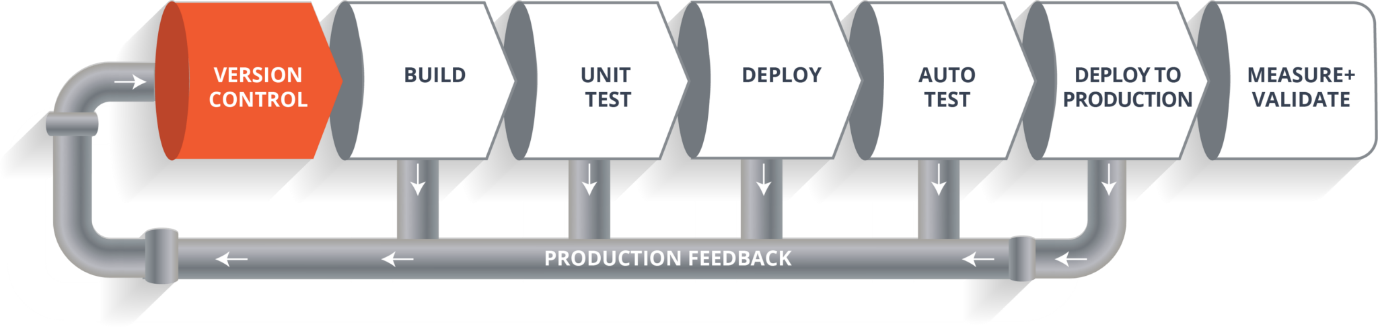 VERSION
CONTROL
BUILD
UNIT
TEST
DEPLOY
AUTO
TEST
DEPLOY TO
PRODUCTION
MEASURE+
VALIDATE
PRODUCTION FEEDBACK